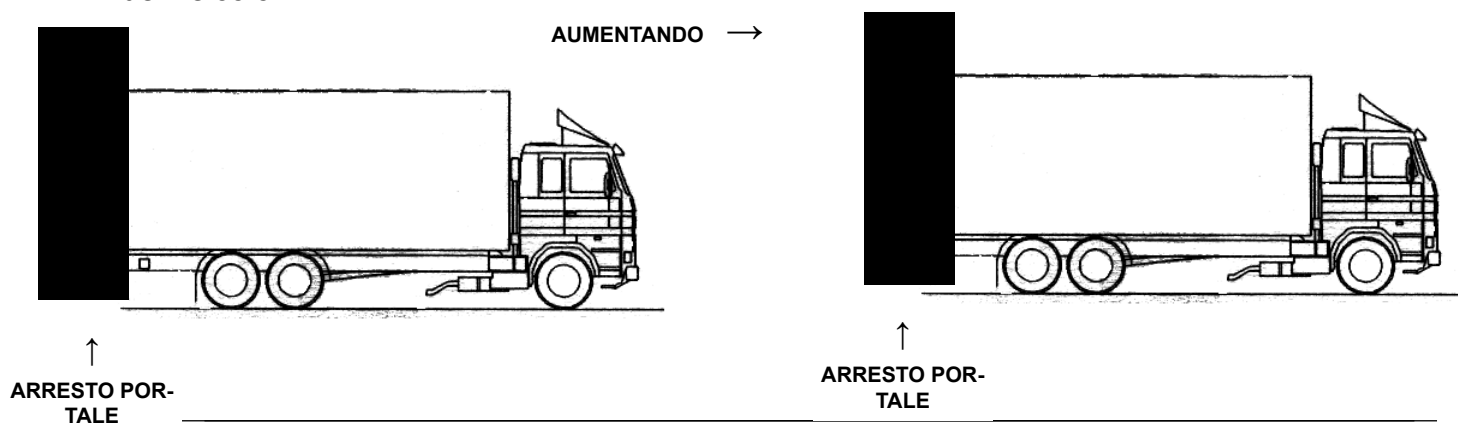 AUMENTANDO →
↑
ARRESTO POR-
TALE
↑
ARRESTO POR-
TALE